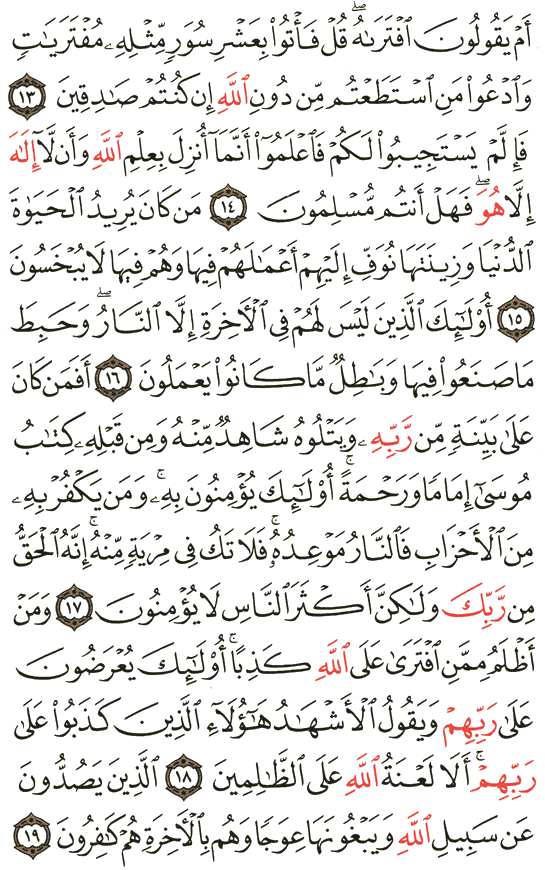 أَمْ يَقُولُونَ ٱفْتَرَىٰهُۖ قُلْ فَأْتُوا۟ بِعَشْرِ سُوَرٍ مِّثْلِهِۦ مُفْتَرَيَٰتٍ
وَٱدْعُوا۟ مَنِ ٱسْتَطَعْتُم مِّن دُونِ ٱللَّهِ إِن كُنتُمْ صَٰدِقِينَ ١٣
فَإِلَّمْ يَسْتَجِيبُوا۟ لَكُمْ فَٱعْلَمُوٓا۟ أَنَّمَآ أُنزِلَ بِعِلْمِ ٱللَّهِ وَأَن لَّآ إِلَٰهَ
إِلَّا هُوَۖ فَهَلْ أَنتُم مُّسْلِمُونَ ١٤ مَن كَانَ يُرِيدُ ٱلْحَيَوٰةَ
ٱلدُّنْيَا وَزِينَتَهَا نُوَفِّ إِلَيْهِمْ أَعْمَٰلَهُمْ فِيهَا وَهُمْ فِيهَا لَا يُبْخَسُونَ
١٥ أُو۟لَٰٓئِكَ ٱلَّذِينَ لَيْسَ لَهُمْ فِى ٱلْءَاخِرَةِ إِلَّا ٱلنَّارُۖ وَحَبِطَ
مَا صَنَعُوا۟ فِيهَا وَبَٰطِلٌ مَّا كَانُوا۟ يَعْمَلُونَ ١٦ أَفَمَن كَانَ
عَلَىٰ بَيِّنَةٍ مِّن رَّبِّهِۦ وَيَتْلُوهُ شَاهِدٌ مِّنْهُ وَمِن قَبْلِهِۦ كِتَٰبُ
مُوسَىٰٓ إِمَامًا وَرَحْمَةًۚ أُو۟لَٰٓئِكَ يُؤْمِنُونَ بِهِۦۚ وَمَن يَكْفُرْ بِهِۦ
مِنَ ٱلْأَحْزَابِ فَٱلنَّارُ مَوْعِدُهُۥۚ فَلَا تَكُ فِى مِرْيَةٍ مِّنْهُۚ إِنَّهُ ٱلْحَقُّ
مِن رَّبِّكَ وَلَٰكِنَّ أَكْثَرَ ٱلنَّاسِ لَا يُؤْمِنُونَ ١٧ وَمَنْ
أَظْلَمُ مِمَّنِ ٱفْتَرَىٰ عَلَى ٱللَّهِ كَذِبًاۚ أُو۟لَٰٓئِكَ يُعْرَضُونَ
عَلَىٰ رَبِّهِمْ وَيَقُولُ ٱلْأَشْهَٰدُ هَٰٓؤُلَآءِ ٱلَّذِينَ كَذَبُوا۟ عَلَىٰ
رَبِّهِمْۚ أَلَا لَعْنَةُ ٱللَّهِ عَلَى ٱلظَّٰلِمِينَ ١٨ ٱلَّذِينَ يَصُدُّونَ
عَن سَبِيلِ ٱللَّهِ وَيَبْغُونَهَا عِوَجًا وَهُم بِٱلْءَاخِرَةِ هُمْ كَٰفِرُونَ ١٩